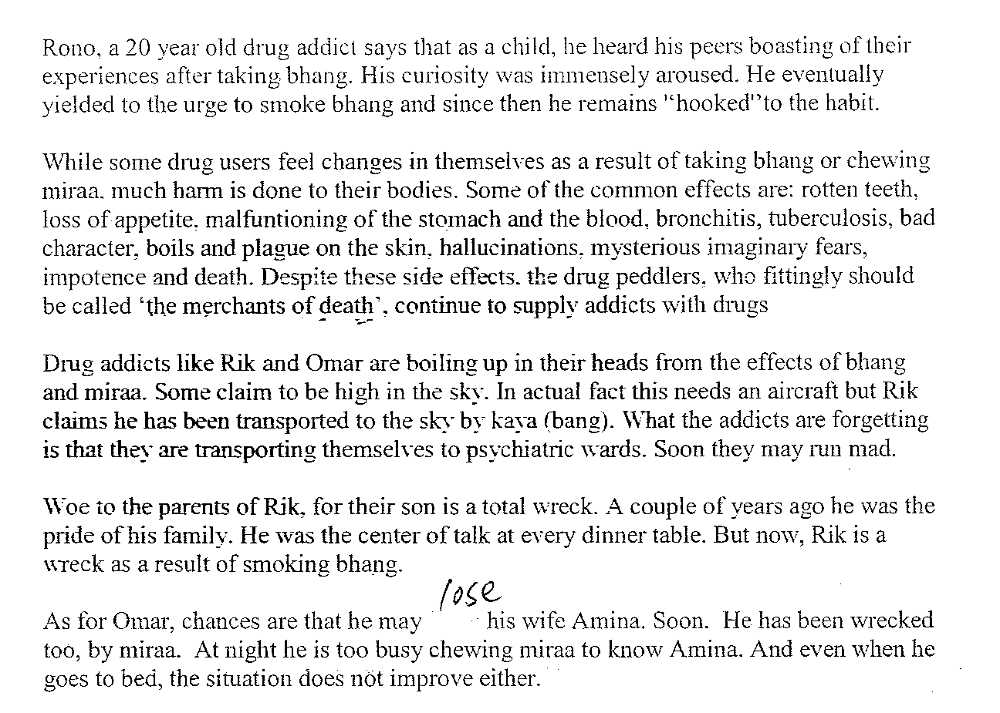 Rono, a 20 year old drug addict says that as a child, he heard his peers boasting of their
experiences after taking bhang. His curiosity was immensely aroused. He eventually
yielded to the urge to smoke bhang and since then he remains "hooked"to the habit.
While some drug users feel changes in themselves as a result of taking bhang or chewing
miraa. much harm is done to their bodies. Some of the common effects are: rotten teeth,
loss of appetite, malfuntioning of the stomach and the blood, bronchitis, tuberculosis, bad
character, boils and plague on the skin, hallucinations, mysterious imaginary fears,
impotence and death. Despite these side effects. the drug peddlers, who fittingly should
be called 'the merchants of death', continue to supply addicts with drugs
Drug addicts like Rik and Omar are boiling up in their heads from the effects of bhang
and miraa. Some claim to be high in the sky. In actual fact this needs an aircraft but Rik
claims he has been transported to the sky by kaya (bang). What the addicts are forgetting
is that they are transporting themselves to psychiatric wards. Soon they may run mad.
Woe to the parents of Rik, for their son is a total wreck. A couple of years ago he was the
pride of his family. He was the center of talk at every dinner table. But now, Rik is a
wreck as a result of smoking bhang.
As for Omar, chances are that he may lose his wife Amina. Soon. He has been wrecked
too, by miraa. At night he is too busy chewing miraa to know Amina. And even when he
goes to bed, the situation does not improve either.